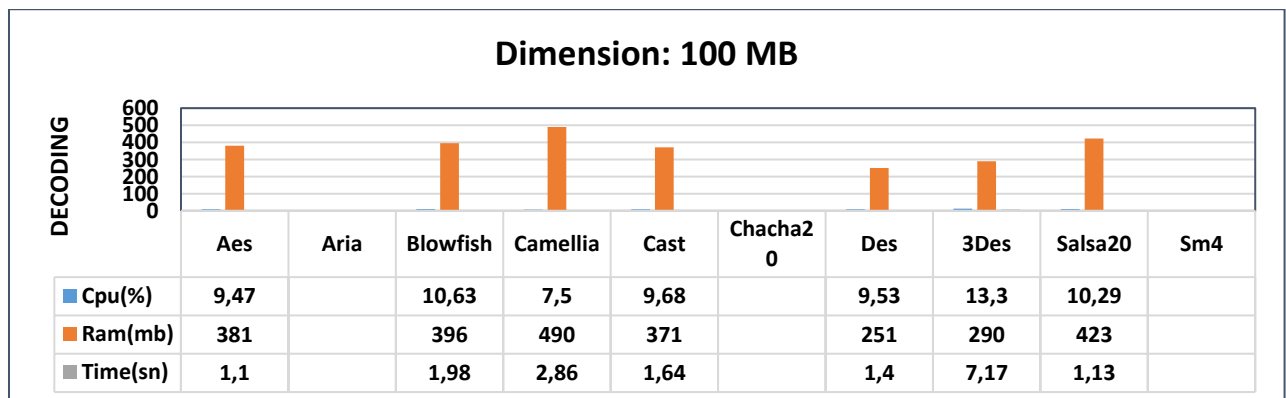 Dimension: 100 MB
DECODING
600
500
400
300
200
100
0
Aes Aria Blowfish Camellia Cast Chacha2 Des 3Des Salsa20 Sm4
0
Cpu(%) 9,47 10,63 7,5 9,68 9,53 13,3 10,29
Ram(mb) 381 396 490 371 251 290 423
Time(sn) 1,1 1,98 2,86 1,64 1,4 7,17 1,13